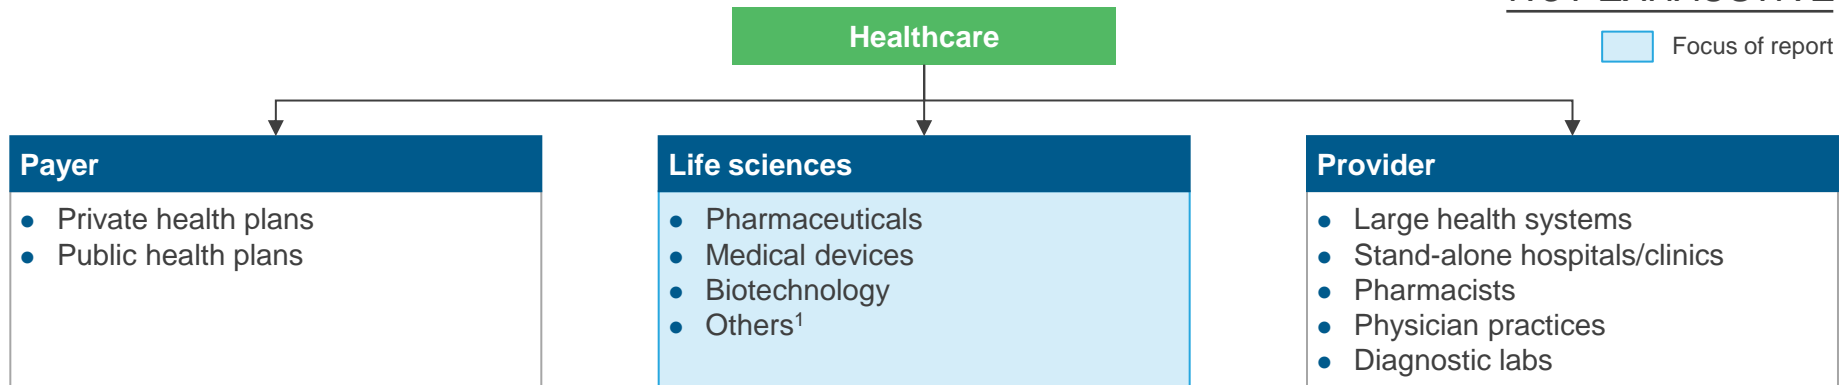 Healthcare
Focus of report
Payer
● Private health plans
● Public health plans
Life sciences
● Pharmaceuticals
● Medical devices
● Biotechnology
● Others¹
Provider
● Large health systems
● Stand-alone hospitals/clinics
● Pharmacists
● Physician practices
● Diagnostic labs